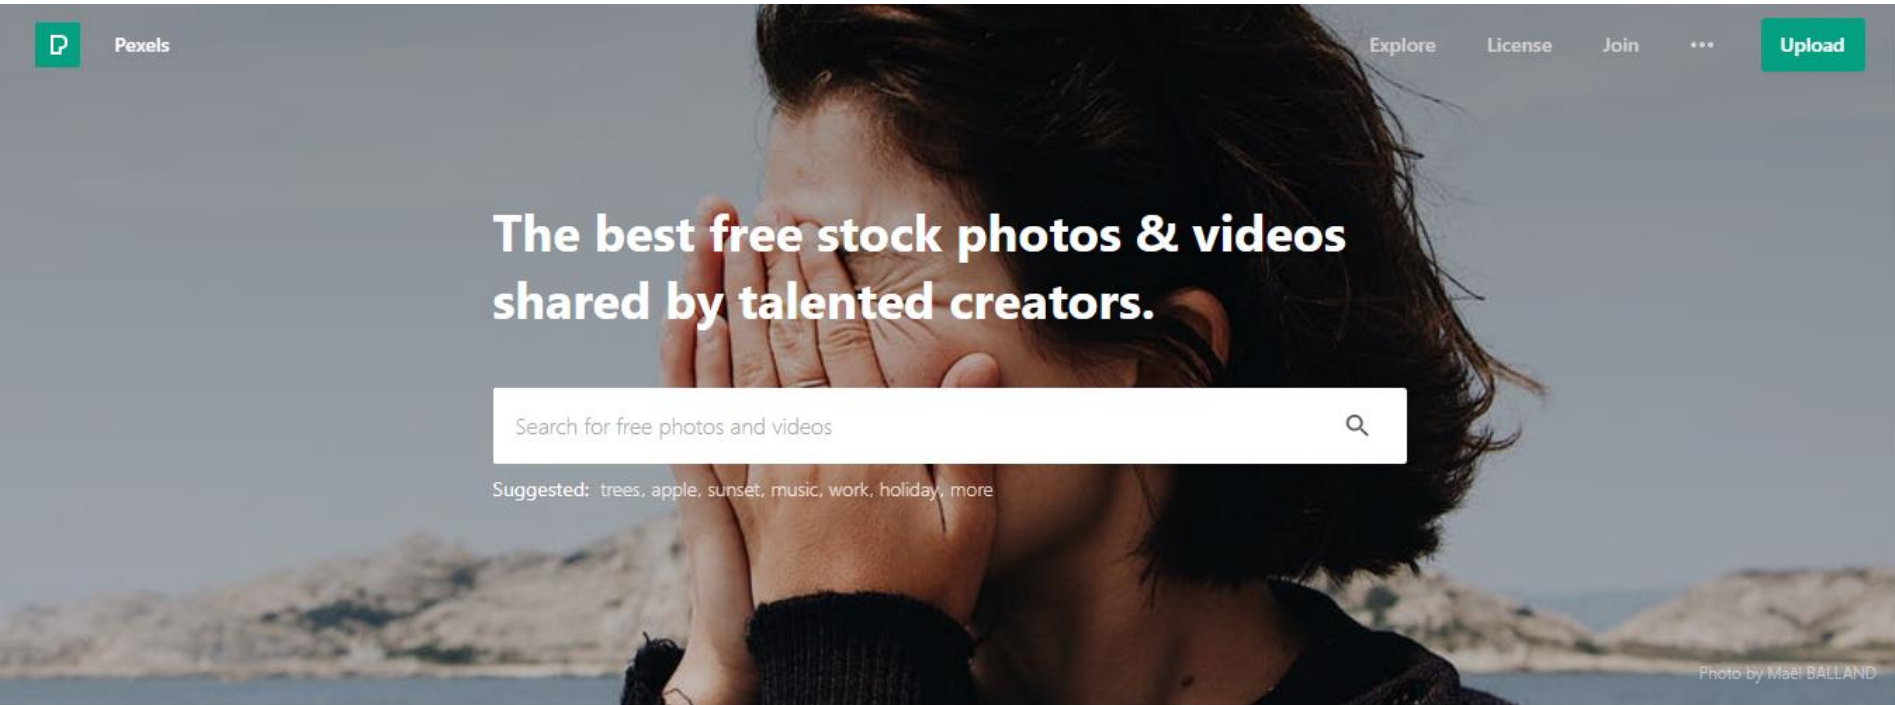 Pexels
Explore License Join ••• Upload
The best free stock photos & videos
shared by talented creators.
Search for free photos and videos
Suggested: trees, apple, sunset, music, work, holiday, more
Photo by Maël BALLAND